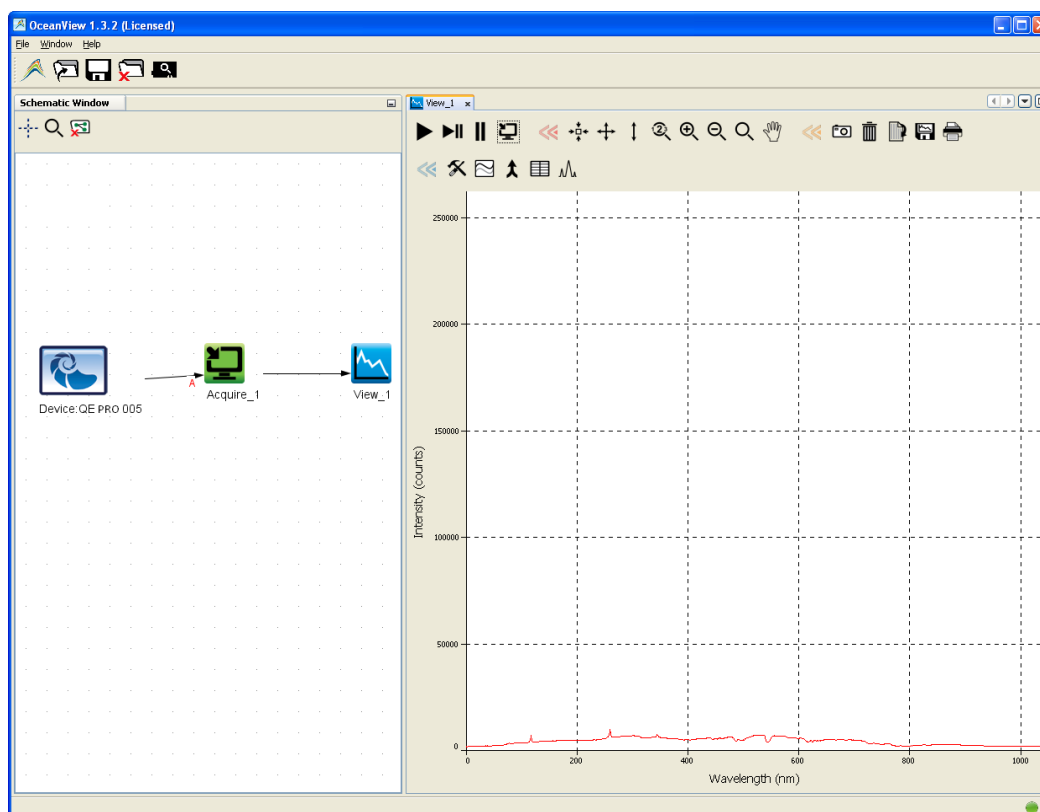 OceanView 1.3.2 (Licensed)
File Window Help
Schematic Window
View_1
2
250000
200000
150000
100000
50000
0
Intensity (counts)
0 200 400 600 800 1000
Wavelength (nm)
A
Acquire_1
View_1
Device:QE PRO 005